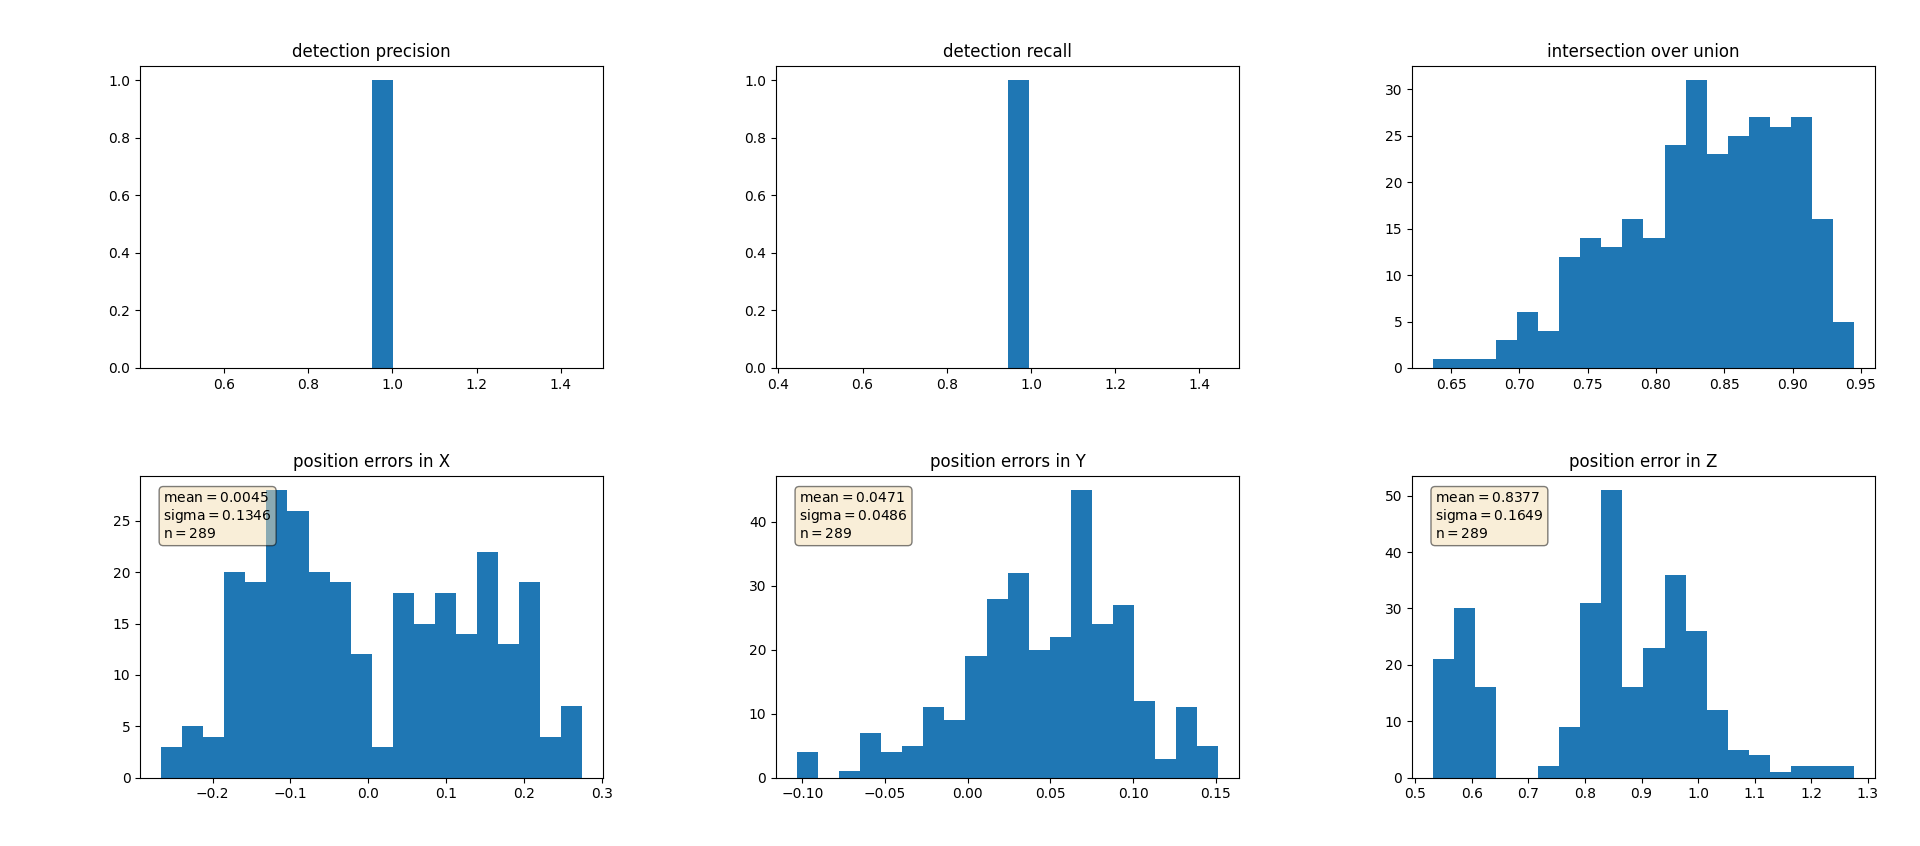 detection precision
1.0
0.8
0.6
0.4
0.2
0.0
0.6 0.8 1.0 1.2 1.4
detection recall
1.0
0.8
0.6
0.4
0.2
0.0
0.4 0.6 0.8 1.0 1.2 1.4
intersection over union
30
25
20
15
10
5
0
0.65 0.70 0.75 0.80 0.85 0.90 0.95
position errors in X
mean = 0.0045
sigma = 0.1346
n = 289
25
20
15
10
5
0
−0.2 −0.1 0.0 0.1 0.2 0.3
position errors in Y
mean = 0.0471
sigma = 0.0486
n = 289
40
30
20
10
0
−0.10 −0.05 0.00 0.05 0.10 0.15
position error in Z
mean = 0.8377
sigma = 0.1649
n = 289
50
40
30
20
10
0
0.5 0.6 0.7 0.8 0.9 1.0 1.1 1.2 1.3